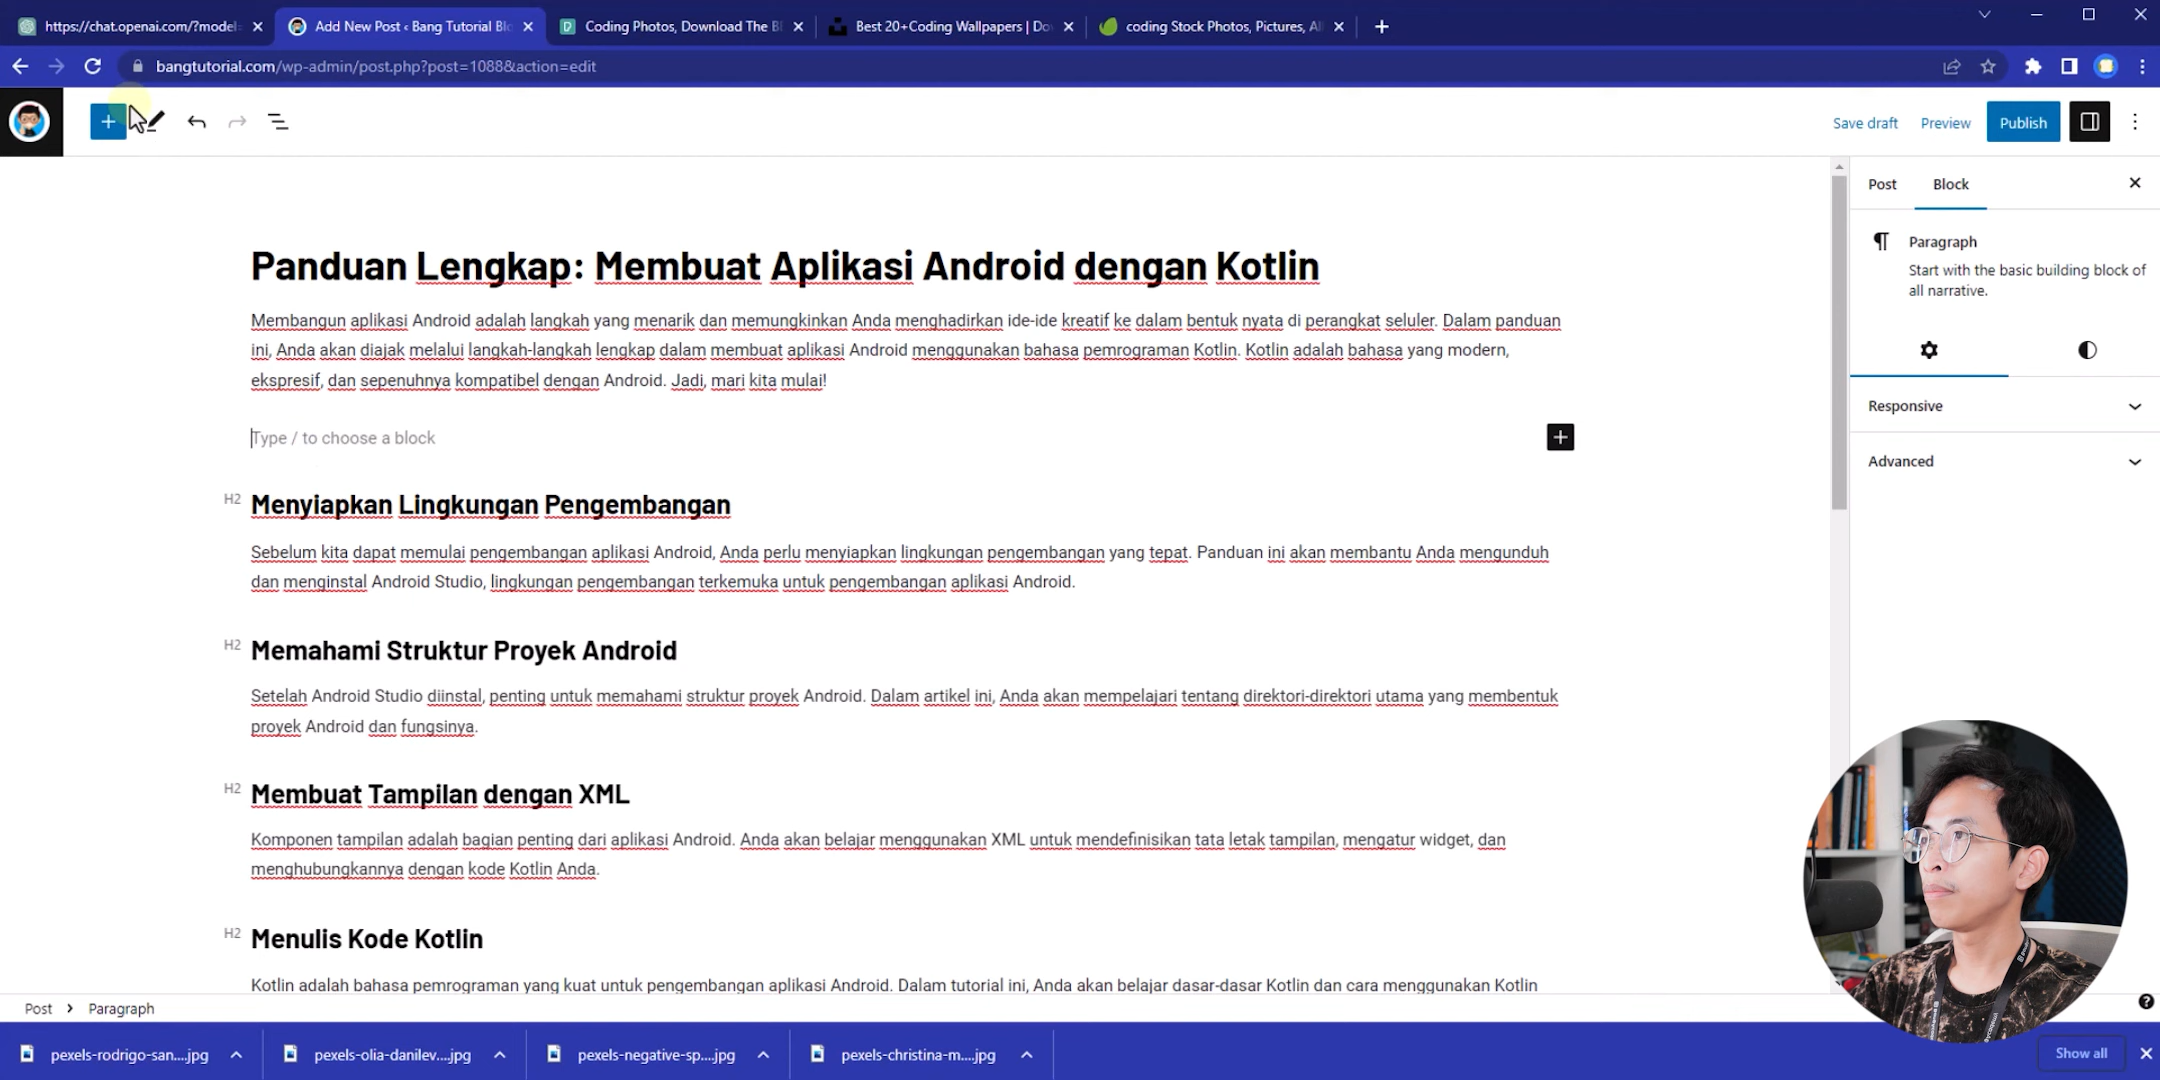 https://chat.openai.com/?model=
Add New Post ‹ Bang Tutorial Blo
Coding Photos, Download The B
Best 20+Coding Wallpapers | Do
coding Stock Photos, Pictures, Al
bangtutorial.com/wp-admin/post.php?post=1088&action=edit
Save draft
Preview
Publish
Post
Block
Paragraph
Start with the basic building block of
all narrative.
Responsive
Advanced
Panduan Lengkap: Membuat Aplikasi Android dengan Kotlin
Membangun aplikasi Android adalah langkah yang menarik dan memungkinkan Anda menghadirkan ide-ide kreatif ke dalam bentuk nyata di perangkat seluler. Dalam panduan
ini, Anda akan diajak melalui langkah-langkah lengkap dalam membuat aplikasi Android menggunakan bahasa pemrograman Kotlin. Kotlin adalah bahasa yang modern,
ekspresif, dan sepenuhnya kompatibel dengan Android. Jadi, mari kita mulai!
Type / to choose a block
H2
Menyiapkan Lingkungan Pengembangan
Sebelum kita dapat memulai pengembangan aplikasi Android, Anda perlu menyiapkan lingkungan pengembangan yang tepat. Panduan ini akan membantu Anda mengunduh
dan menginstal Android Studio, lingkungan pengembangan terkemuka untuk pengembangan aplikasi Android.
H2
Memahami Struktur Proyek Android
Setelah Android Studio diinstal, penting untuk memahami struktur proyek Android. Dalam artikel ini, Anda akan mempelajari tentang direktori-direktori utama yang membentuk
proyek Android dan fungsinya.
H2
Membuat Tampilan dengan XML
Komponen tampilan adalah bagian penting dari aplikasi Android. Anda akan belajar menggunakan XML untuk mendefinisikan tata letak tampilan, mengatur widget, dan
menghubungkannya dengan kode Kotlin Anda.
H2
Menulis Kode Kotlin
Kotlin adalah bahasa pemrograman yang kuat untuk pengembangan aplikasi Android. Dalam tutorial ini, Anda akan belajar dasar-dasar Kotlin dan cara menggunakan Kotlin
Post
Paragraph
pexels-rodrigo-san....jpg
pexels-olia-danilev....jpg
pexels-negative-sp....jpg
pexels-christina-m....jpg
Show all